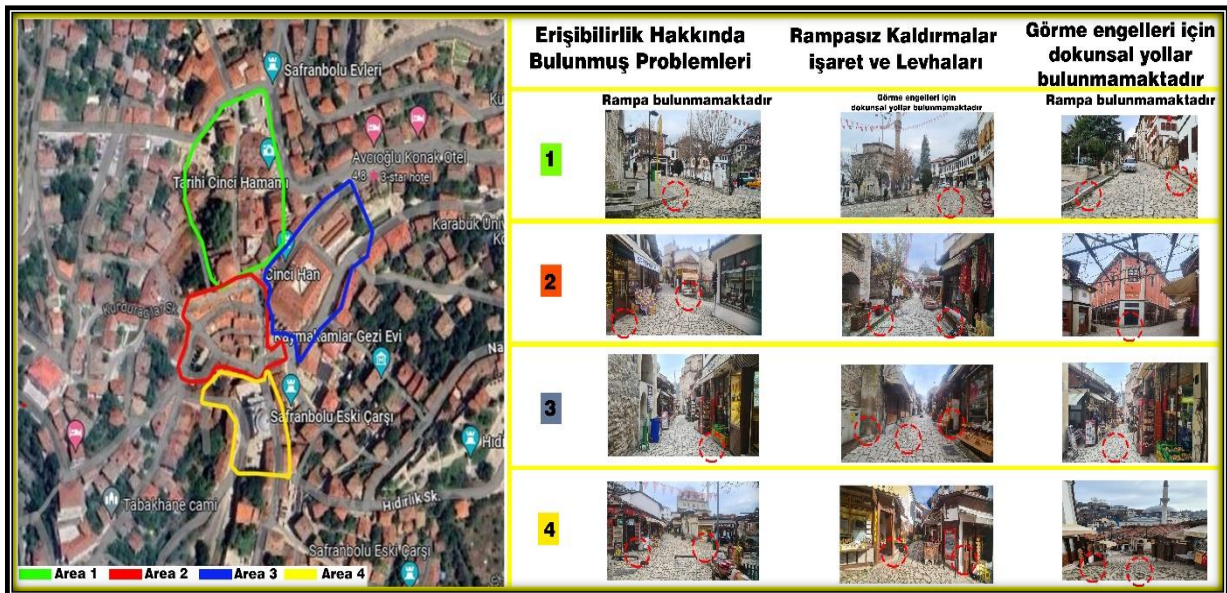 Safranbolu Evleri
Avcıoğlu Konak Otel
4.8 3-star hotel
Tarihi Cinci Hamamı
Karabük Üniv
Cinci Han
Kaymakamlar Gezi Evi
Safranbolu Eski Çarşı
Hıdırlık Sk.
Tabakhane cami
Safranbolu Eski Çarşı
Area 1
Area 2
Area 3
Area 4
Erişibilirlik Hakkında
Bulunmuş Problemleri
Rampasız Kaldırmalar
işaret ve Levhaları
Görme engelleri için
dokunsal yollar
bulunmamaktadır
Rampa bulunmamaktadır
Görme engelleri için
dokunsal yollar bulunmamaktadır
Rampa bulunmamaktadır
1
2
3
4